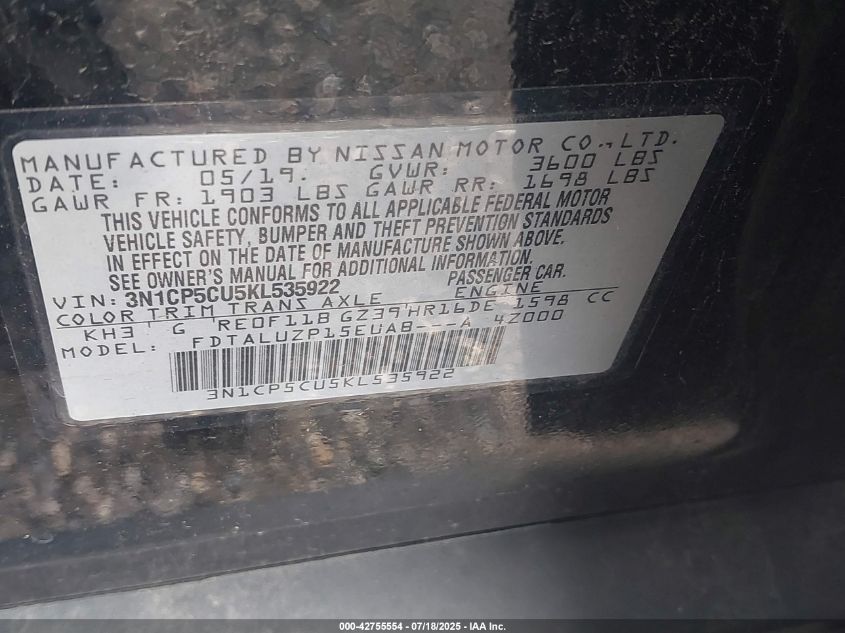 MANUFACTURED BY NISSAN MOTOR CO., LTD.
DATE: 05/19. GVWR: 3600 LBS
GAWR FR: 1903 LBS GAWR RR: 1698 LBS
THIS VEHICLE CONFORMS TO ALL APPLICABLE FEDERAL MOTOR
VEHICLE SAFETY, BUMPER AND THEFT PREVENTION STANDARDS
IN EFFECT ON THE DATE OF MANUFACTURE SHOWN ABOVE.
SEE OWNER'S MANUAL FOR ADDITIONAL INFORMATION.
VIN: 3N1CP5CU5KL535922 PASSENGER CAR.
COLOR TRIM TRANS AXLE ENGINE
KH3 G RE0F11B GZ39 HR16DE 1598 CC
MODEL: FDTALUZP15EUAB---A 4Z000
3N1CP5CU5KL535922
000-42755554 - 07/18/2025 - IAA Inc.